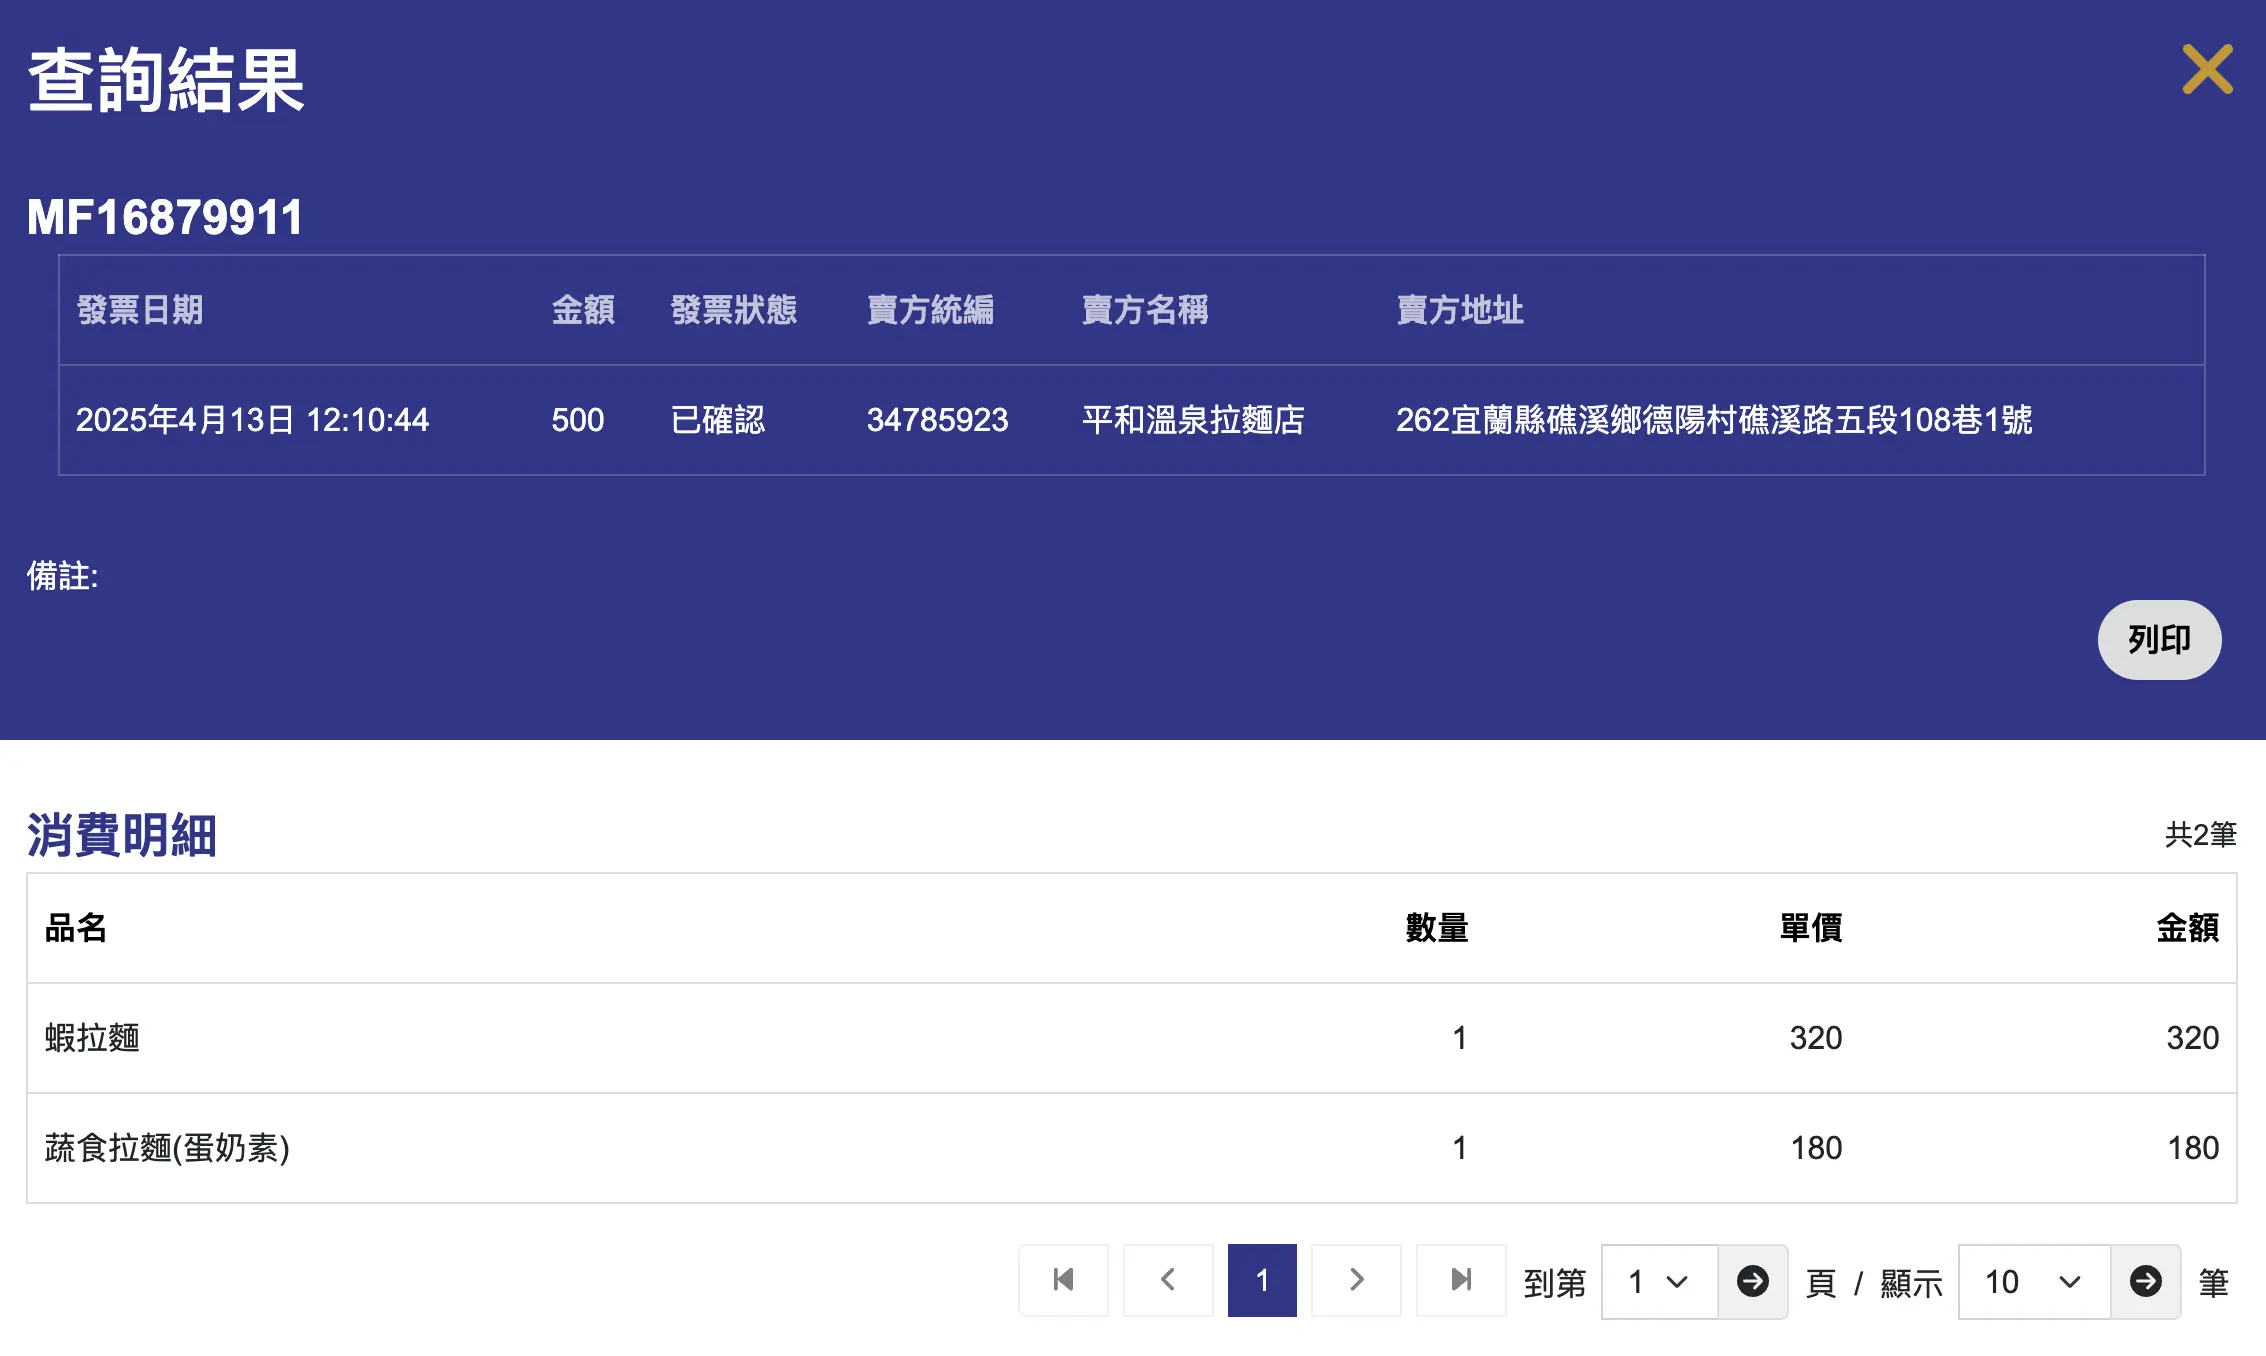 查詢結果
MF16879911
發票日期 金額 發票狀態 賣方統編 賣方名稱 賣方地址
2025年4月13日 12:10:44 500 已確認 34785923 平和溫泉拉麵店 262宜蘭縣礁溪鄉德陽村礁溪路五段108巷1號
備註:
列印
消費明細 共2筆
品名 數量 單價 金額
蝦拉麵 1 320 320
蔬食拉麵(蛋奶素) 1 180 180
1 到第 1 頁 / 顯示 10 筆